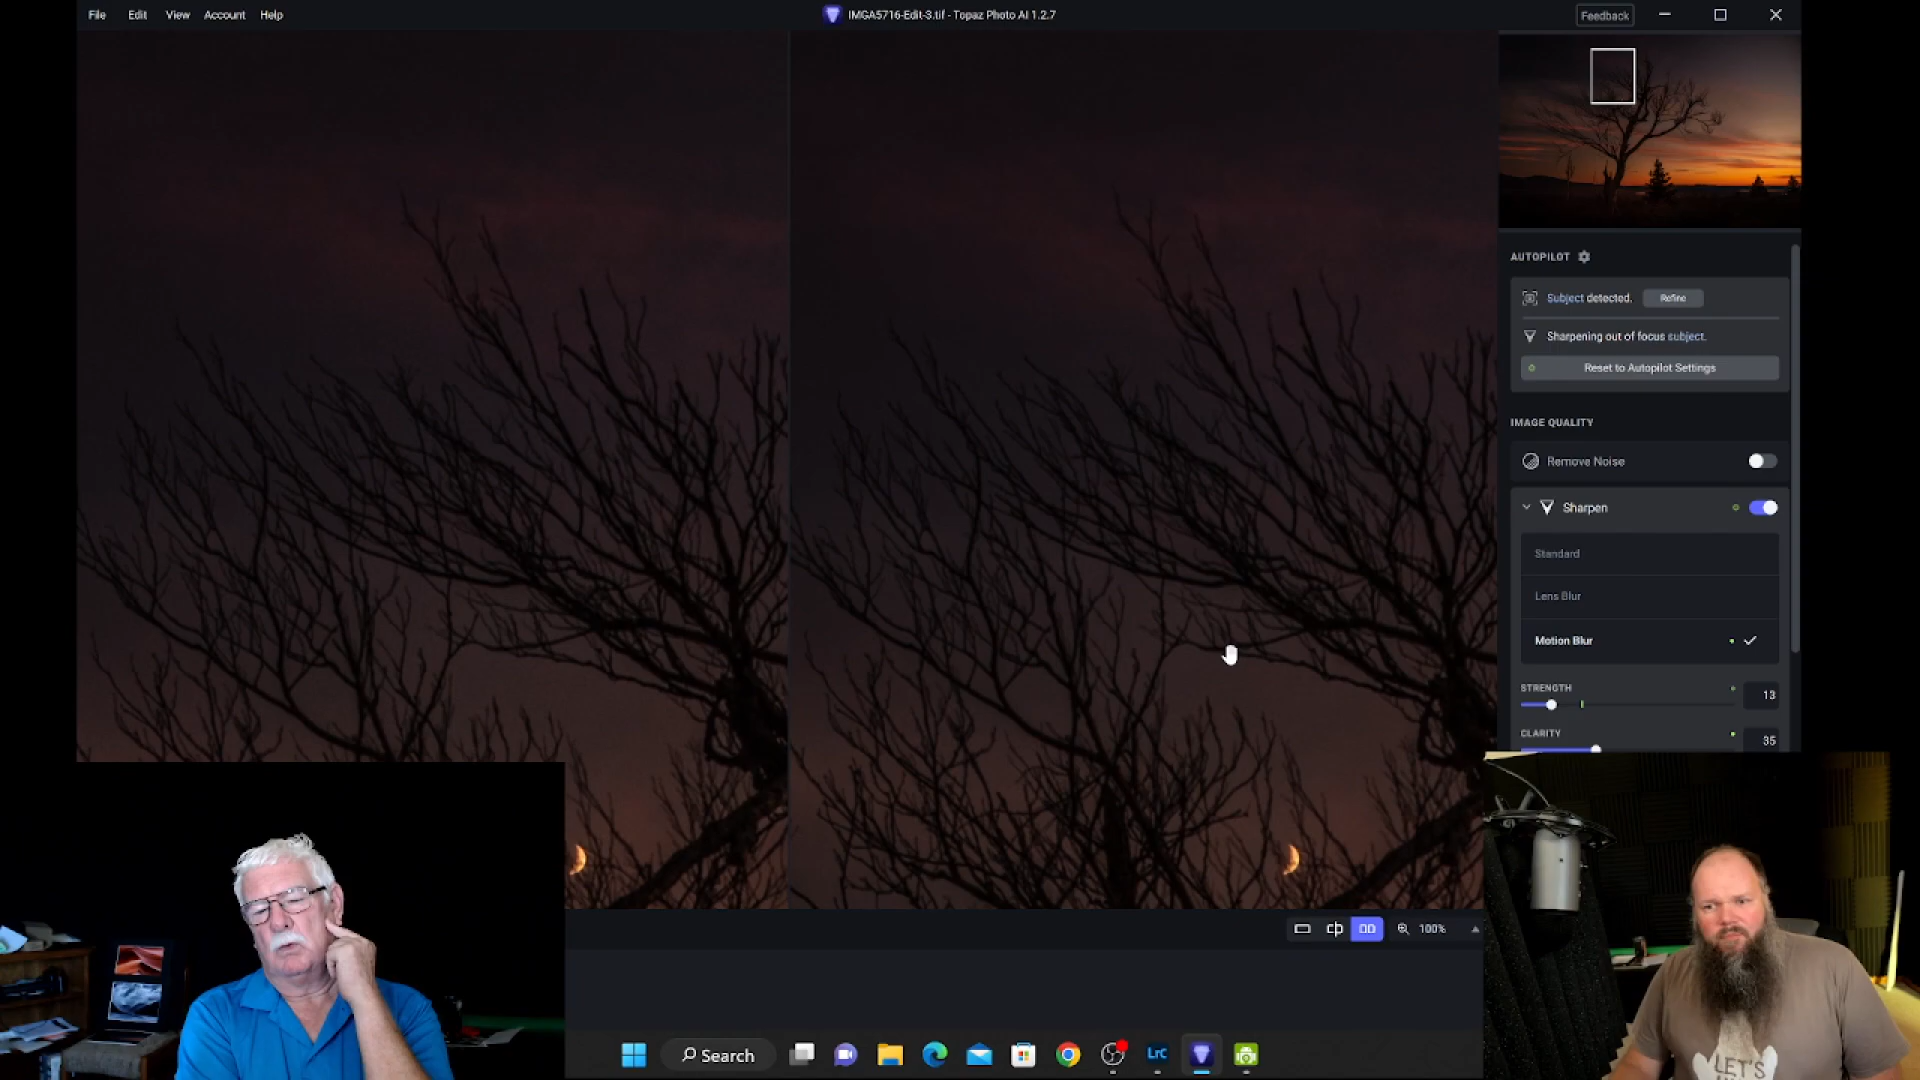 File Edit View Account Help
IMGA5716-Edit-3.tif - Topaz Photo AI 1.2.7
Feedback
AUTOPILOT
Subject detected. Refine
Sharpening out of focus subject.
Reset to Autopilot Settings
IMAGE QUALITY
Remove Noise
Sharpen
Standard
Lens Blur
Motion Blur
STRENGTH 13
CLARITY 35
100%
Search
LrC
LET'S